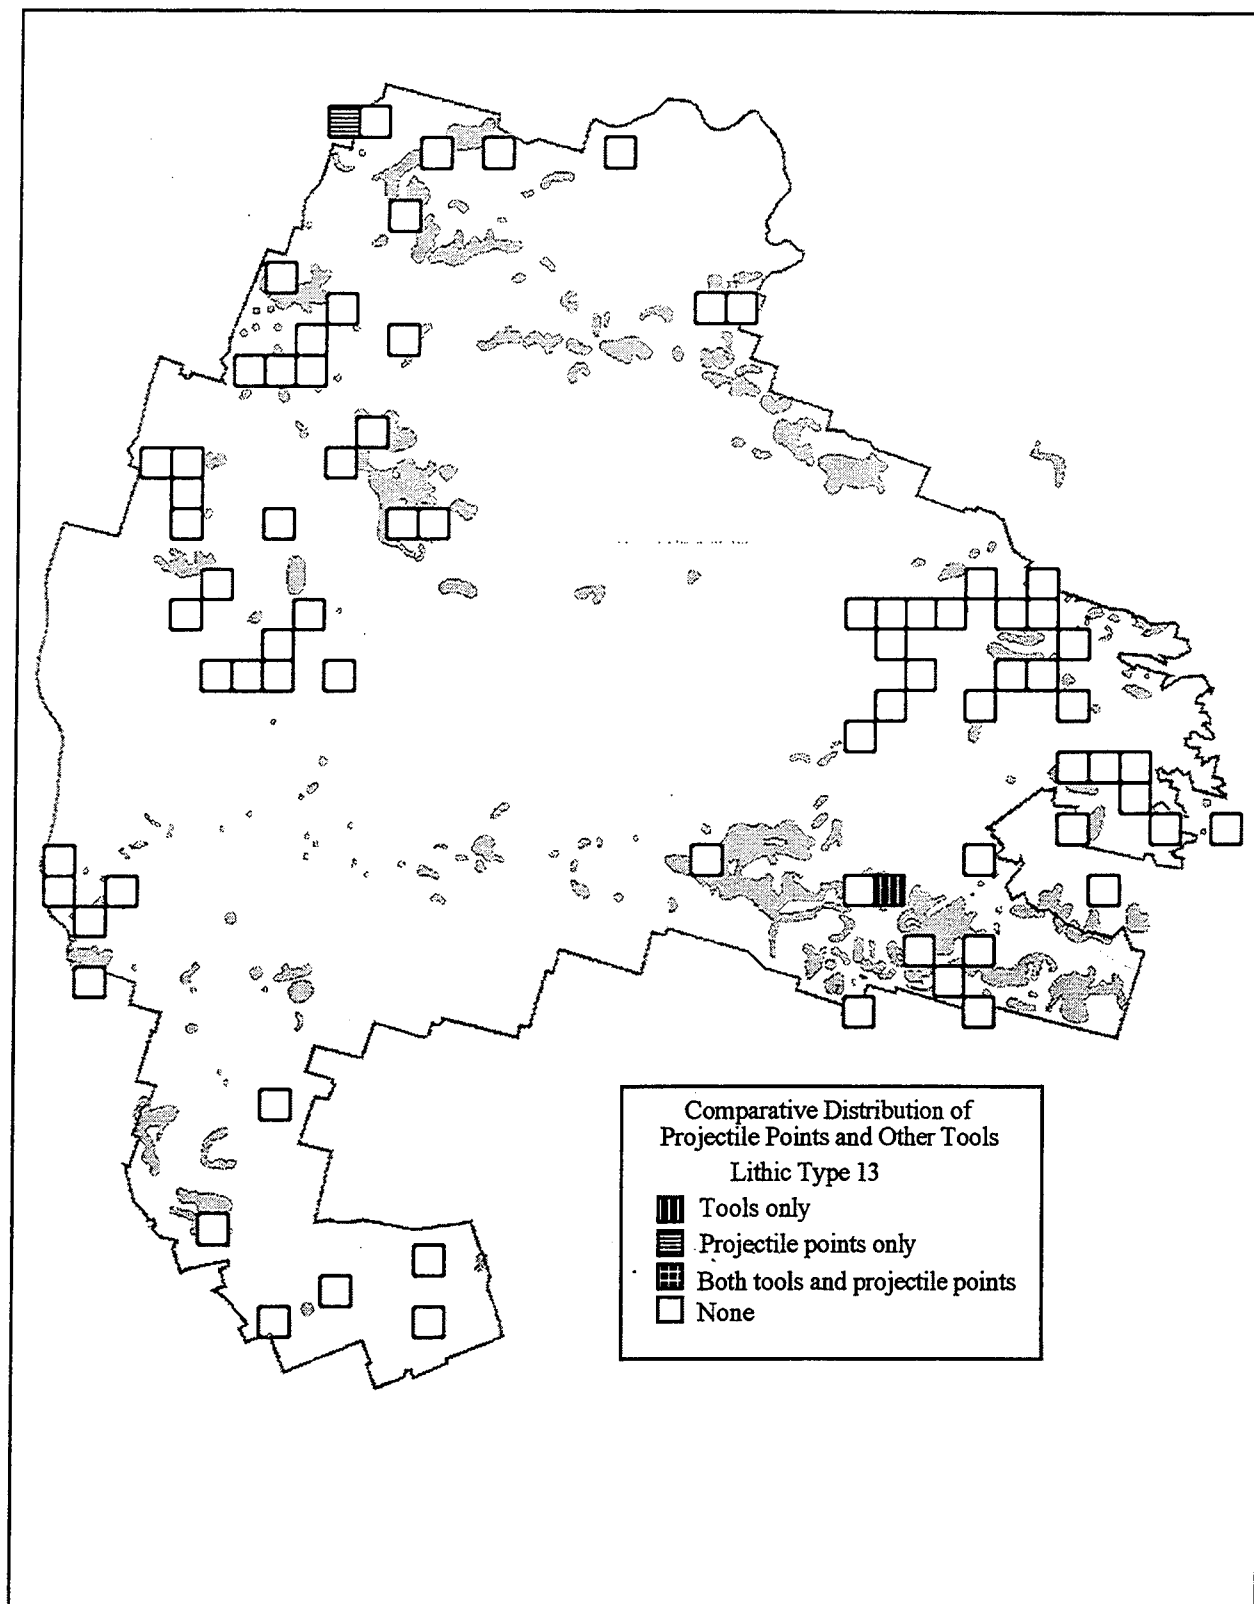 Comparative Distribution of
Projectile Points and Other Tools
Lithic Type 13
Tools only
Projectile points only
Both tools and projectile points
None